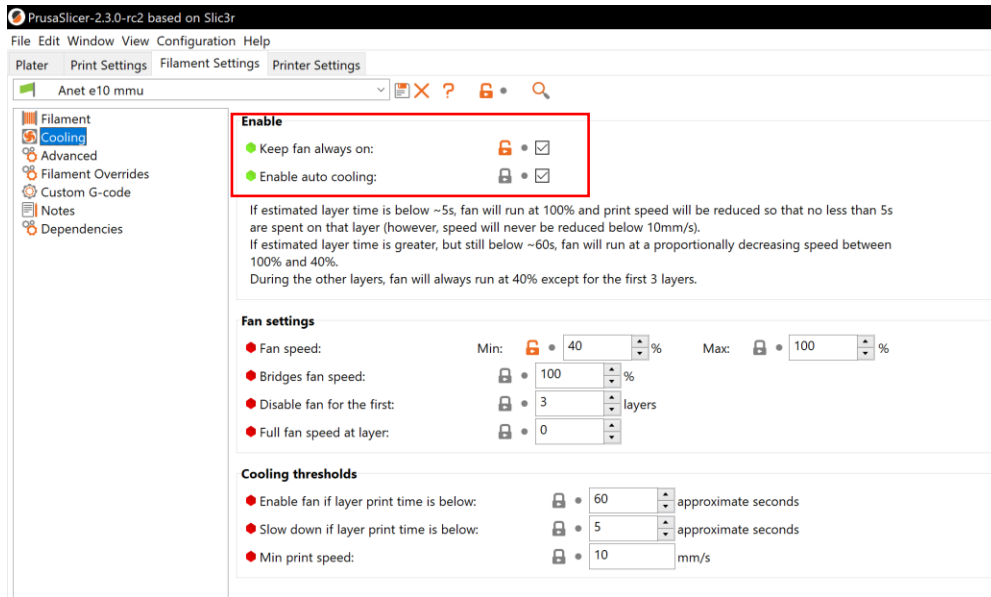 PrusaSlicer-2.3.0-rc2 based on Slic3r
File Edit Window View Configuration Help
Plater Print Settings Filament Settings Printer Settings
Anet e10 mmu
Filament
Cooling
Advanced
Filament Overrides
Custom G-code
Notes
Dependencies
Enable
Keep fan always on:
Enable auto cooling:
If estimated layer time is below ~5s, fan will run at 100% and print speed will be reduced so that no less than 5s
are spent on that layer (however, speed will never be reduced below 10mm/s).
If estimated layer time is greater, but still below ~60s, fan will run at a proportionally decreasing speed between
100% and 40%.
During the other layers, fan will always run at 40% except for the first 3 layers.
Fan settings
Fan speed: Min: 40 % Max: 100 %
Bridges fan speed: 100 %
Disable fan for the first: 3 layers
Full fan speed at layer: 0
Cooling thresholds
Enable fan if layer print time is below: 60 approximate seconds
Slow down if layer print time is below: 5 approximate seconds
Min print speed: 10 mm/s